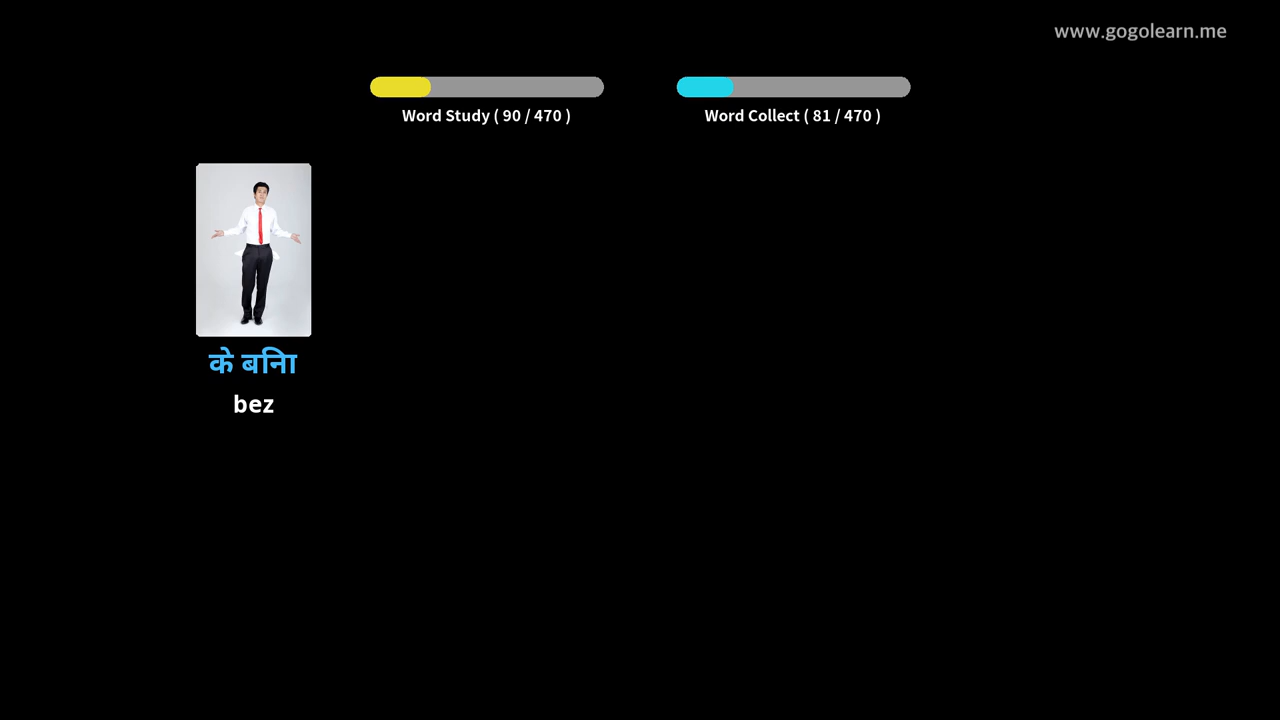 www.gogolearn.me
Word Study ( 90 / 470 )
Word Collect ( 81 / 470 )
के बिना
bez